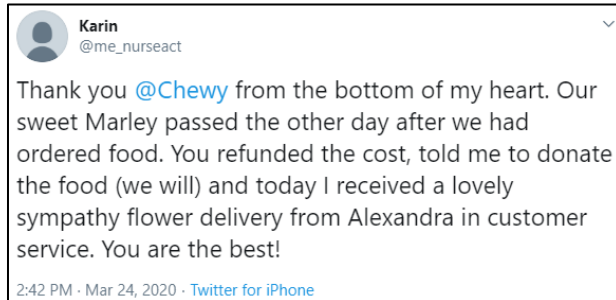 Karin
@me_nurseact
Thank you @Chewy from the bottom of my heart. Our
sweet Marley passed the other day after we had
ordered food. You refunded the cost, told me to donate
the food (we will) and today I received a lovely
sympathy flower delivery from Alexandra in customer
service. You are the best!
2:42 PM · Mar 24, 2020 · Twitter for iPhone